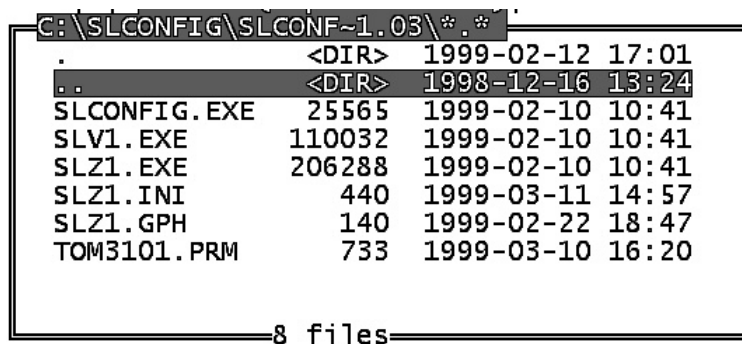 C:\SLCONFIG\SLCONF~1.03\*.*
. <DIR> 1999-02-12 17:01
.. <DIR> 1998-12-16 13:24
SLCONFIG.EXE 25565 1999-02-10 10:41
SLV1.EXE 110032 1999-02-10 10:41
SLZ1.EXE 206288 1999-02-10 10:41
SLZ1.INI 440 1999-03-11 14:57
SLZ1.GPH 140 1999-02-22 18:47
TOM3101.PRM 733 1999-03-10 16:20
8 files